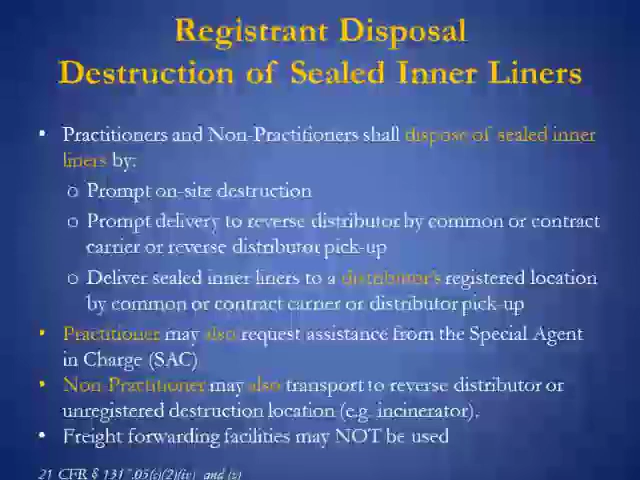 Registrant Disposal
Destruction of Sealed Inner Liners
• Practitioners and Non-Practitioners shall dispose of sealed inner
liners by:
o Prompt on-site destruction
o Prompt delivery to reverse distributor by common or contract
carrier or reverse distributor pick-up
o Deliver sealed inner liners to a distributor's registered location
by common or contract carrier or distributor pick-up
• Practitioner may also request assistance from the Special Agent
in Charge (SAC)
• Non-Practitioner may also transport to reverse distributor or
unregistered destruction location (e.g. incinerator).
• Freight forwarding facilities may NOT be used
21 CFR § and